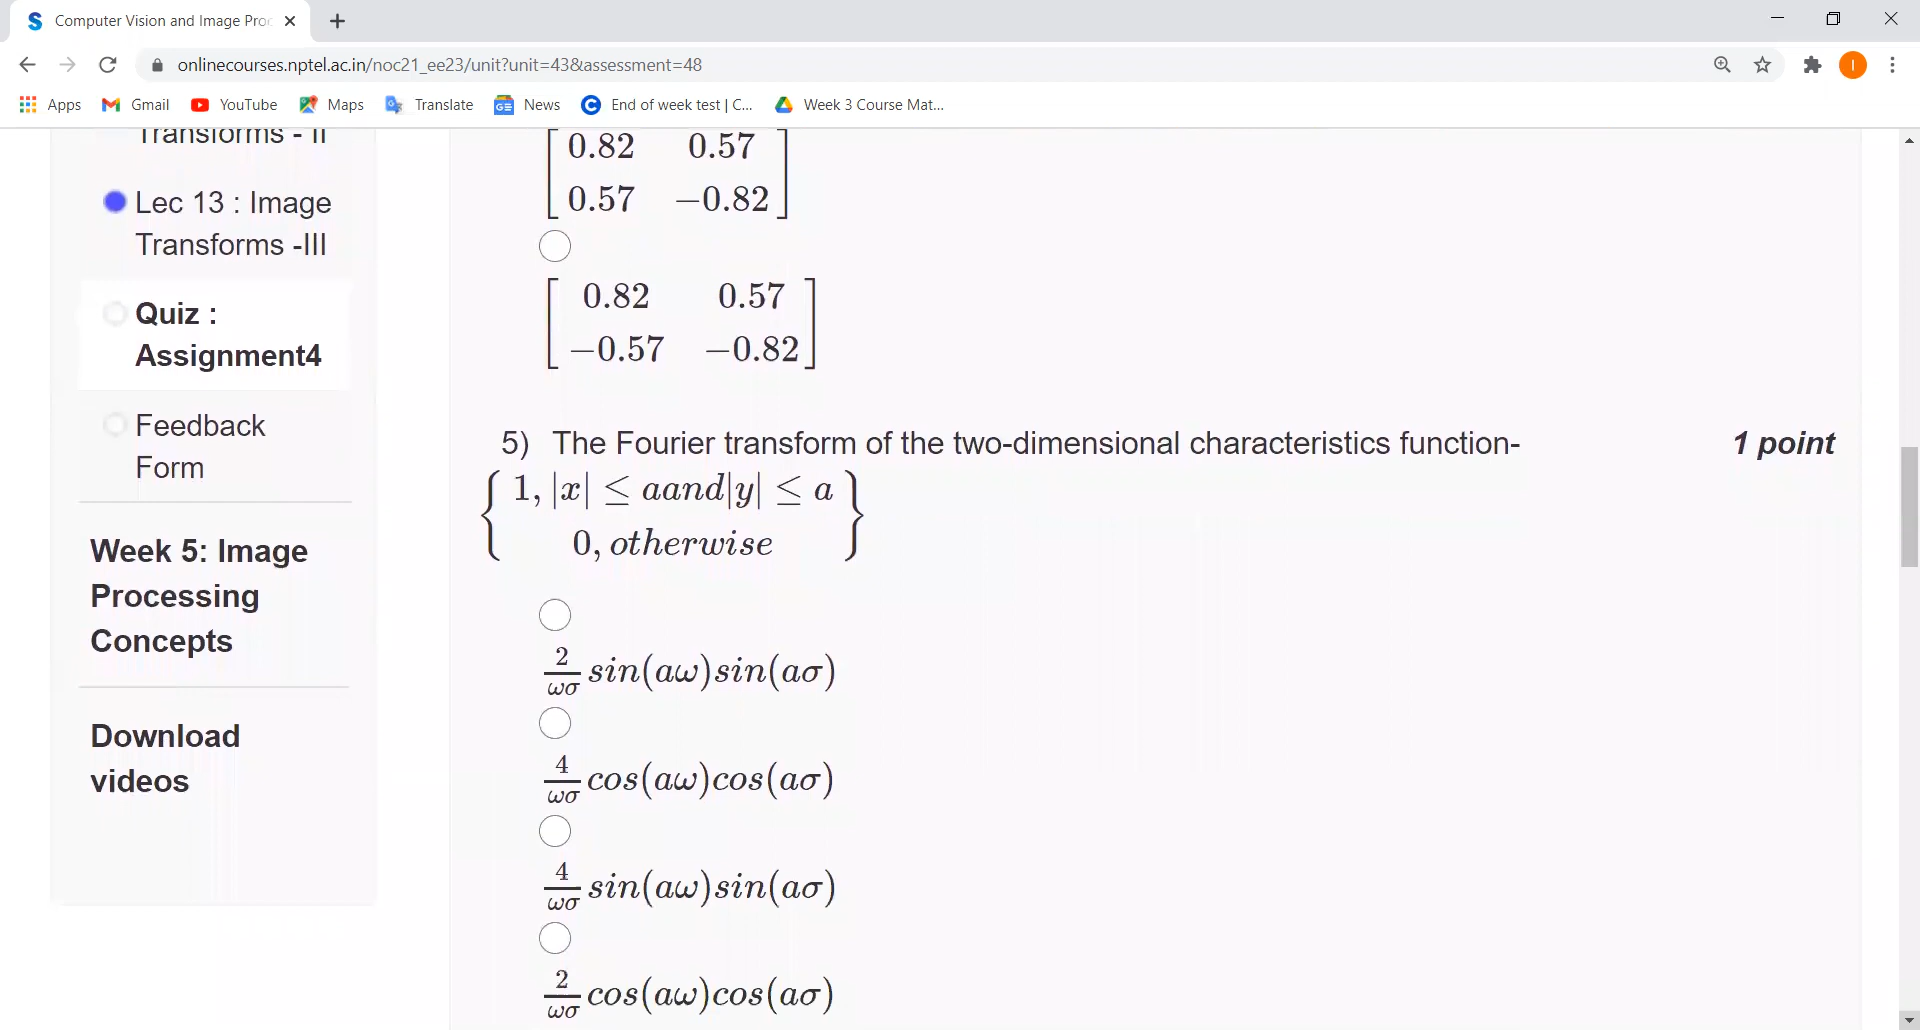 Computer Vision and Image Pro
onlinecourses.nptel.ac.in/noc21_ee23/unit?unit=43&assessment=48
I
Apps
Gmail
YouTube
Maps
Translate
News
End of week test | C...
Week 3 Course Mat...
Transforms - II
Lec 13 : Image
Transforms -III
Quiz :
Assignment4
Feedback
Form
Week 5: Image
Processing
Concepts
Download
videos
0.82 0.57
0.57 −0.82
0.82 0.57
−0.57 −0.82
5) The Fourier transform of the two-dimensional characteristics function-
1 point
{ 1, |x| ≤ aand|y| ≤ a
0, otherwise }
2/ωσ sin(aω)sin(aσ)
4/ωσ cos(aω)cos(aσ)
4/ωσ sin(aω)sin(aσ)
2/ωσ cos(aω)cos(aσ)